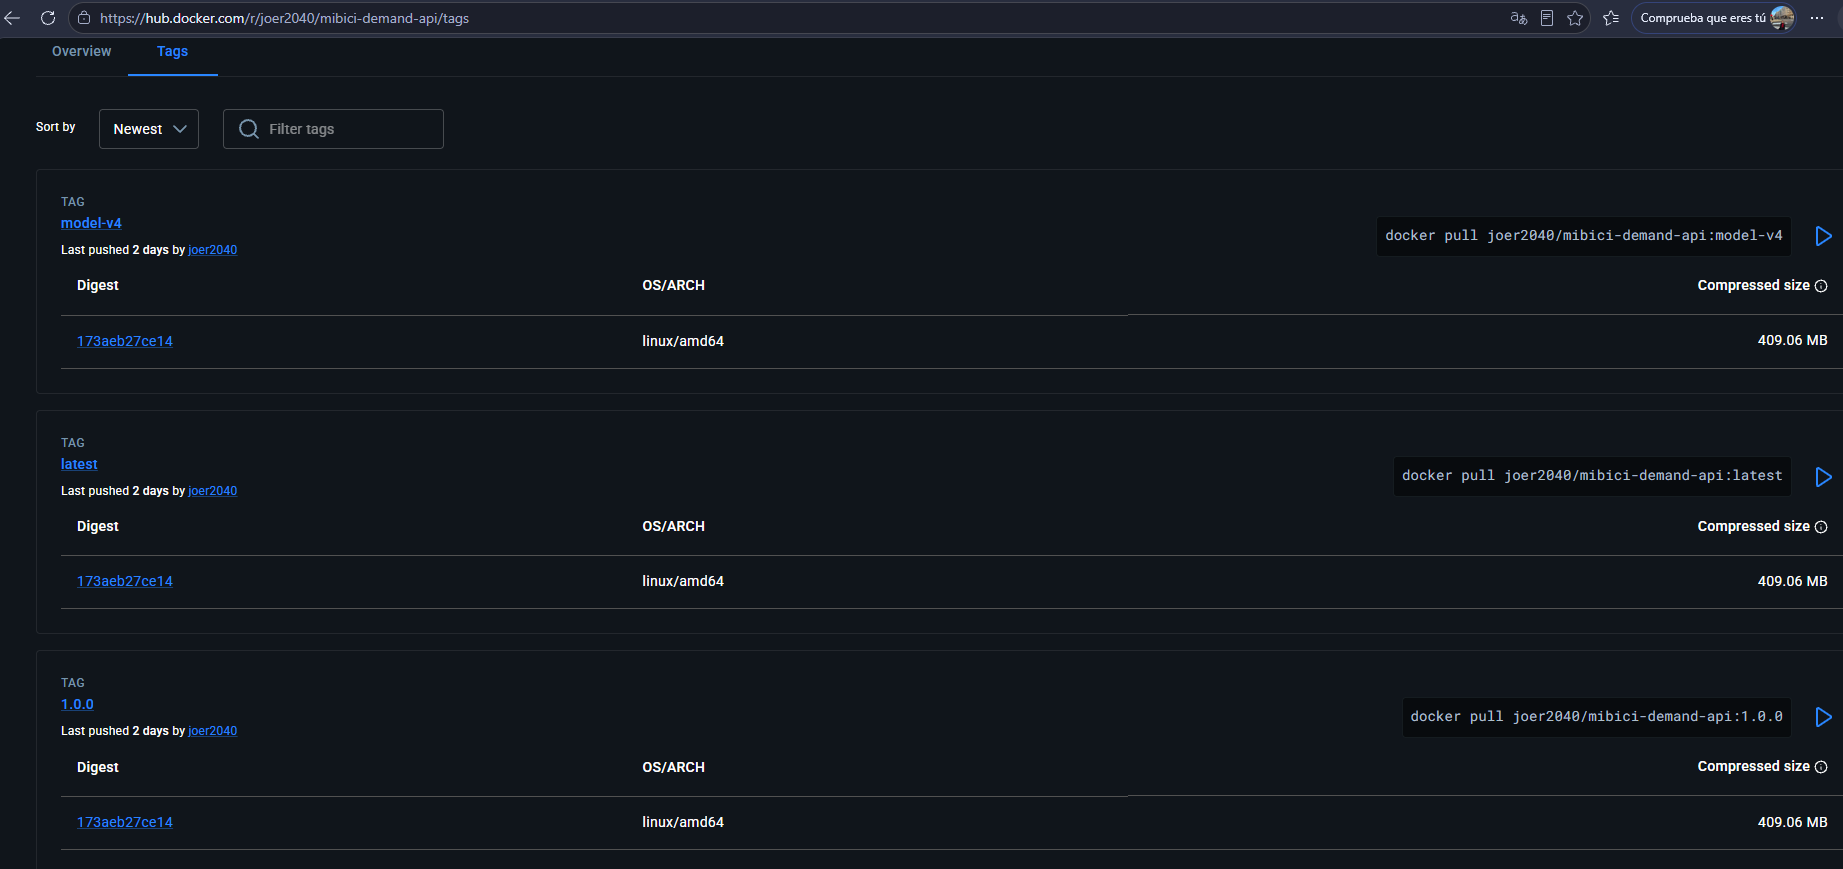 https://hub.docker.com/r/joer2040/mibici-demand-api/tags
Comprueba que eres tú
Overview
Tags
Sort by
Newest
Filter tags
TAG
model-v4
Last pushed 2 days by joer2040
docker pull joer2040/mibici-demand-api:model-v4
Digest
OS/ARCH
Compressed size
173aeb27ce14
linux/amd64
409.06 MB
TAG
latest
Last pushed 2 days by joer2040
docker pull joer2040/mibici-demand-api:latest
Digest
OS/ARCH
Compressed size
173aeb27ce14
linux/amd64
409.06 MB
TAG
1.0.0
Last pushed 2 days by joer2040
docker pull joer2040/mibici-demand-api:1.0.0
Digest
OS/ARCH
Compressed size
173aeb27ce14
linux/amd64
409.06 MB